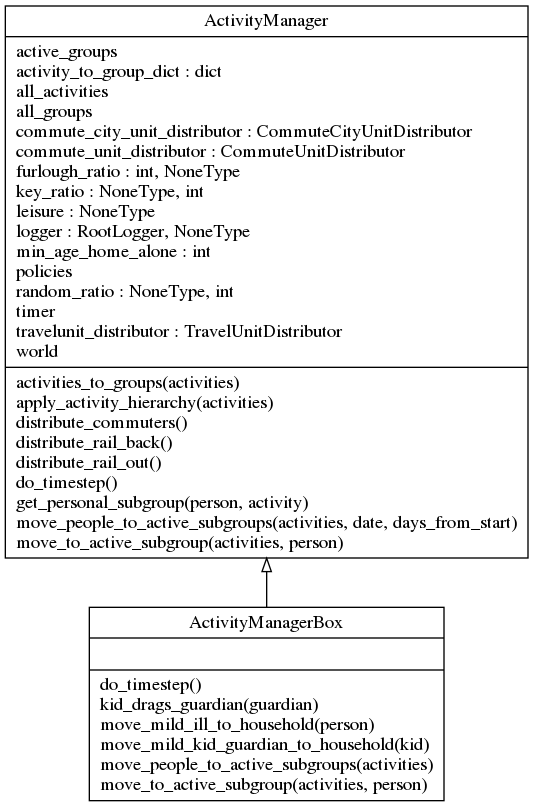 ActivityManager
active_groups
activity_to_group_dict : dict
all_activities
all_groups
commute_city_unit_distributor : CommuteCityUnitDistributor
commute_unit_distributor : CommuteUnitDistributor
furlough_ratio : int, NoneType
key_ratio : NoneType, int
leisure : NoneType
logger : RootLogger, NoneType
min_age_home_alone : int
policies
random_ratio : NoneType, int
timer
travelunit_distributor : TravelUnitDistributor
world
activities_to_groups(activities)
apply_activity_hierarchy(activities)
distribute_commuters()
distribute_rail_back()
distribute_rail_out()
do_timestep()
get_personal_subgroup(person, activity)
move_people_to_active_subgroups(activities, date, days_from_start)
move_to_active_subgroup(activities, person)
ActivityManagerBox
do_timestep()
kid_drags_guardian(guardian)
move_mild_ill_to_household(person)
move_mild_kid_guardian_to_household(kid)
move_people_to_active_subgroups(activities)
move_to_active_subgroup(activities, person)